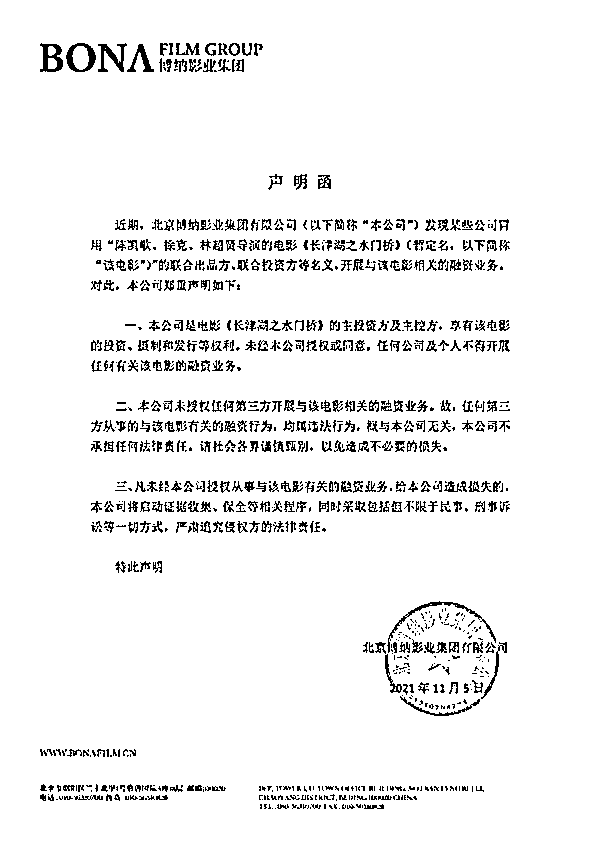 BONA FILM GROUP
博纳影业集团
声 明 函
近期，北京博纳影业集团有限公司（以下简称“本公司”）发现某些公司冒
用“陈凯歌、徐克、林超贤导演的电影《长津湖之水门桥》（暂定名，以下简称
“该电影”）”的联合出品方、联合投资方等名义，开展与该电影相关的融资业务。
对此，本公司郑重声明如下：
一、本公司是电影《长津湖之水门桥》的主投资方及主控方，享有该电影
的投资、摄制和发行等权利。未经本公司授权或同意，任何公司及个人不得开展
任何有关该电影的融资业务。
二、本公司未授权任何第三方开展与该电影相关的融资业务。故，任何第三
方从事的与该电影有关的融资行为，均属违法行为，概与本公司无关，本公司不
承担任何法律责任。请社会各界谨慎甄别，以免造成不必要的损失。
三、凡未经本公司授权从事与该电影有关的融资业务，给本公司造成损失的，
本公司将启动证据收集、保全等相关程序，同时采取包括但不限于民事、刑事诉
讼等一切方式，严肃追究侵权方的法律责任。
特此声明
北京博纳影业集团有限公司
2021 年 11 月 5 日
WWW.BONAFILM.CN